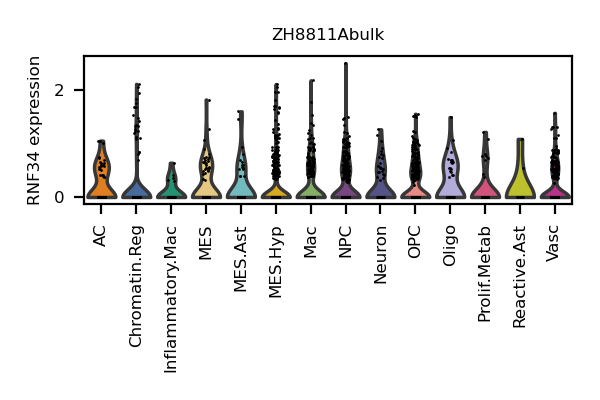 ZH8811Abulk
RNF34 expression
2
0
AC
Chromatin.Reg
Inflammatory.Mac
MES
MES.Ast
MES.Hyp
Mac
NPC
Neuron
OPC
Oligo
Prolif.Metab
Reactive.Ast
Vasc